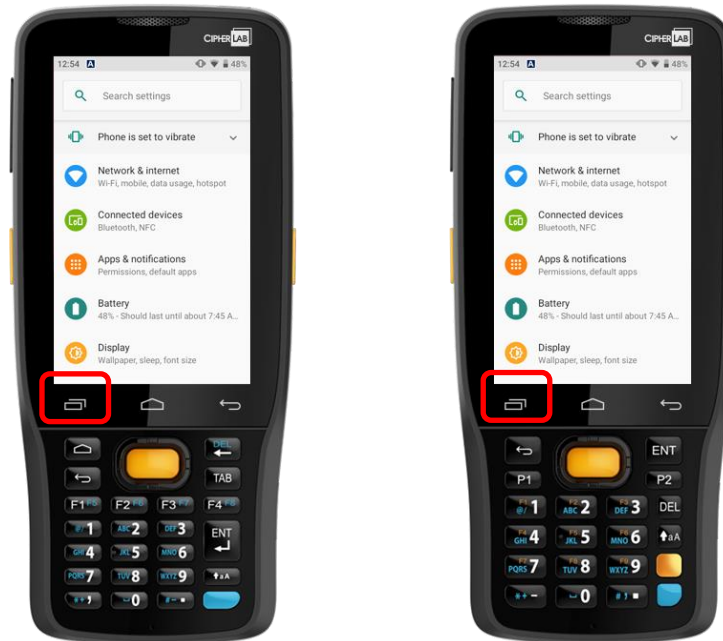 CIPHERLAB
12:54 A 48%
Search settings
Phone is set to vibrate
Network & internet
Wi-Fi, mobile, data usage, hotspot
Connected devices
Bluetooth, NFC
Apps & notifications
Permissions, default apps
Battery
48% - Should last until about 7:45 A...
Display
Wallpaper, sleep, font size
DEL
TAB
F1 F5 F2 F6 F3 F7 F4 F8
@/ 1 ABC 2 DEF 3 ENT
GHI 4 JKL 5 MNO 6
PQRS 7 TUV 8 WXYZ 9 aA
*+ , 0 #- .
CIPHERLAB
12:54 A 48%
Search settings
Phone is set to vibrate
Network & internet
Wi-Fi, mobile, data usage, hotspot
Connected devices
Bluetooth, NFC
Apps & notifications
Permissions, default apps
Battery
48% - Should last until about 7:45 A...
Display
Wallpaper, sleep, font size
ENT
P1 P2
@/ 1 ABC 2 DEF 3 DEL
GHI 4 JKL 5 MNO 6 aA
PQRS 7 TUV 8 WXYZ 9
*+ - 0 # , .